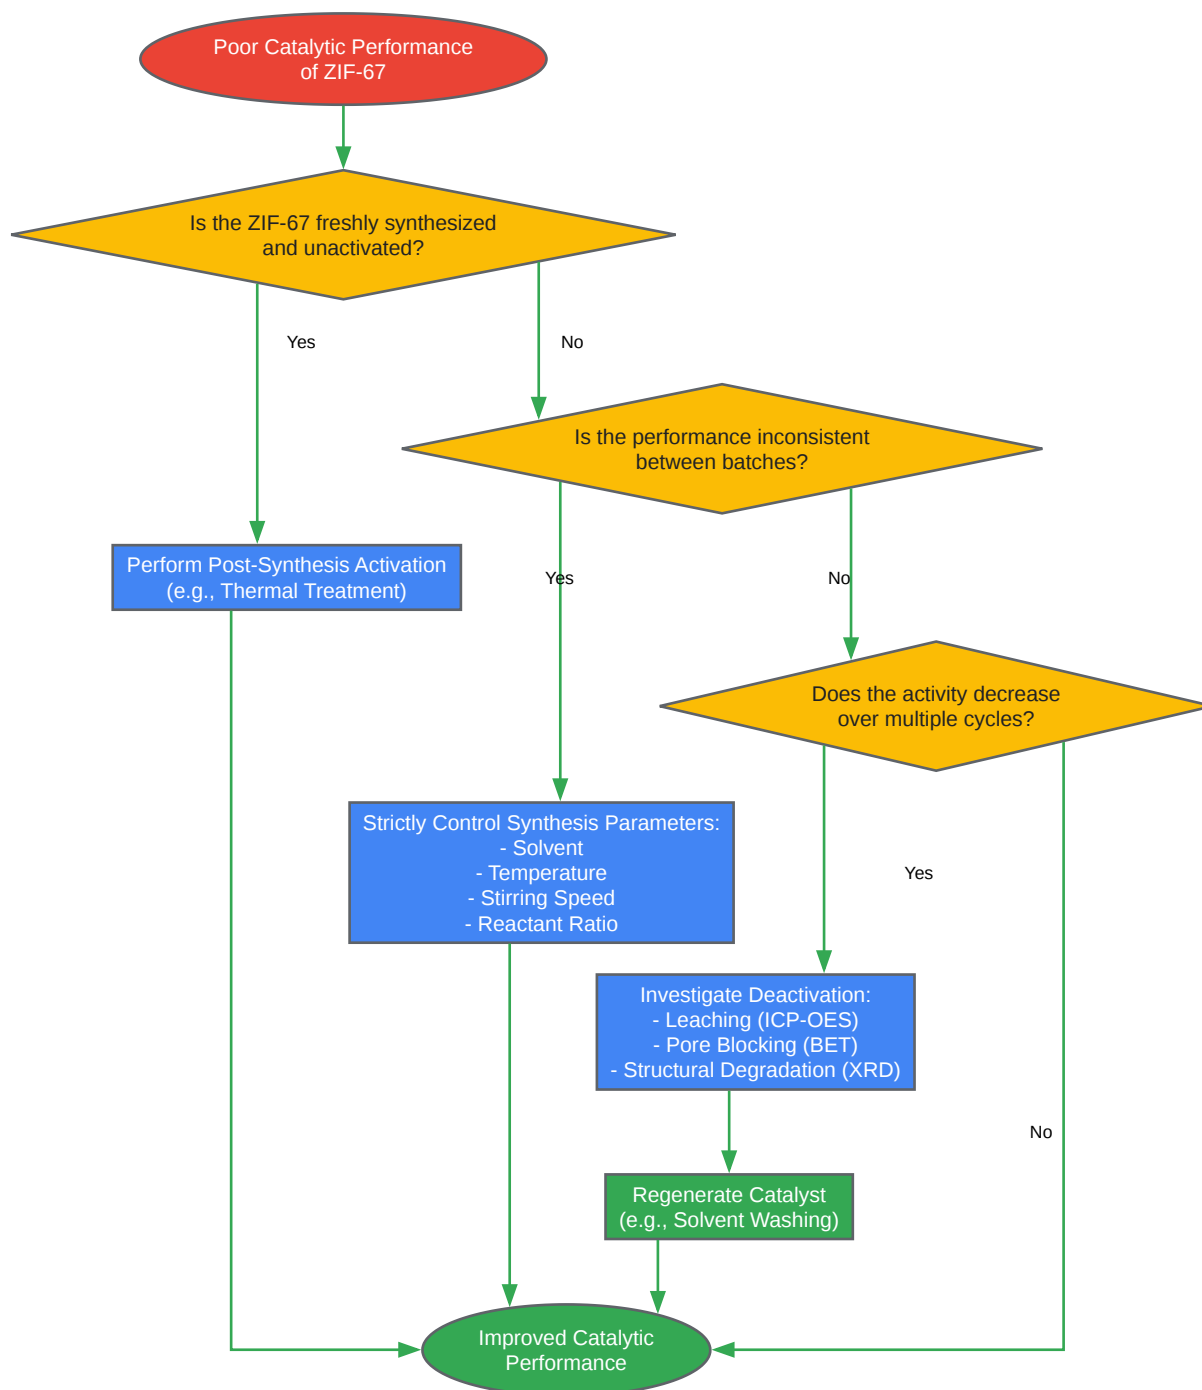 Poor Catalytic Performance
of ZIF-67
Is the ZIF-67 freshly synthesized
and unactivated?
Yes
No
Is the performance inconsistent
between batches?
Perform Post-Synthesis Activation
(e.g., Thermal Treatment)
Yes
No
Does the activity decrease
over multiple cycles?
Strictly Control Synthesis Parameters:
- Solvent
- Temperature
- Stirring Speed
- Reactant Ratio
Yes
Investigate Deactivation:
- Leaching (ICP-OES)
- Pore Blocking (BET)
- Structural Degradation (XRD)
No
Regenerate Catalyst
(e.g., Solvent Washing)
Improved Catalytic
Performance